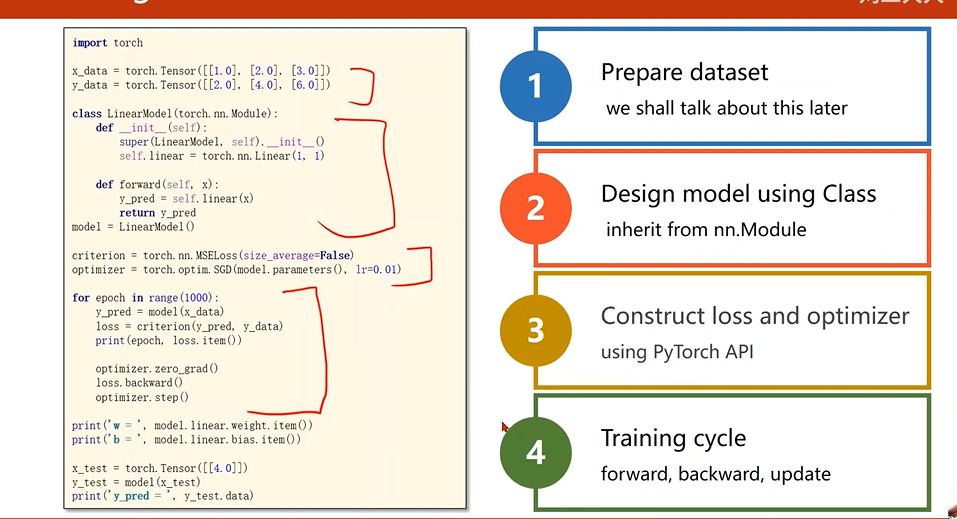 import torch
x_data = torch.Tensor([[1.0], [2.0], [3.0]])
y_data = torch.Tensor([[2.0], [4.0], [6.0]])
class LinearModel(torch.nn.Module):
    def __init__(self):
        super(LinearModel, self).__init__()
        self.linear = torch.nn.Linear(1, 1)
    def forward(self, x):
        y_pred = self.linear(x)
        return y_pred
model = LinearModel()
criterion = torch.nn.MSELoss(size_average=False)
optimizer = torch.optim.SGD(model.parameters(), lr=0.01)
for epoch in range(1000):
    y_pred = model(x_data)
    loss = criterion(y_pred, y_data)
    print(epoch, loss.item())
    optimizer.zero_grad()
    loss.backward()
    optimizer.step()
print('w = ', model.linear.weight.item())
print('b = ', model.linear.bias.item())
x_test = torch.Tensor([[4.0]])
y_test = model(x_test)
print('y_pred = ', y_test.data)
1
Prepare dataset
we shall talk about this later
2
Design model using Class
inherit from nn.Module
3
Construct loss and optimizer
using PyTorch API
4
Training cycle
forward, backward, update